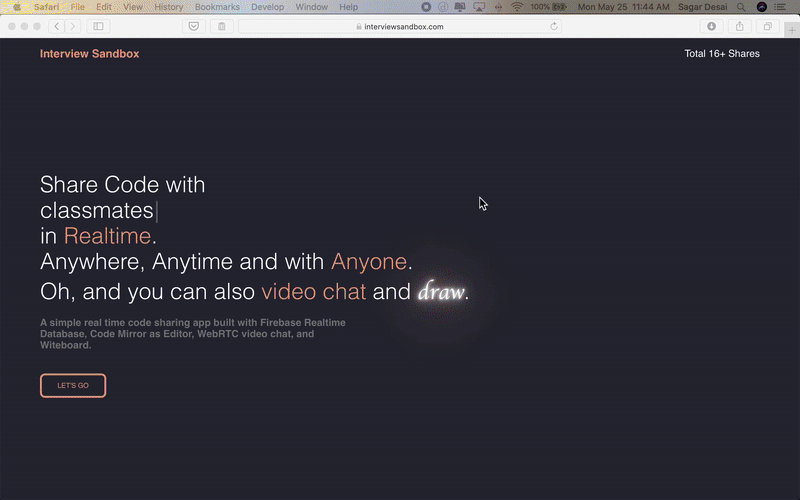 Safari File Edit View History Bookmarks Develop Window Help 100% Mon May 25 11:44 AM Sagar Desai
interviewsandbox.com
Interview Sandbox
Total 16+ Shares
Share Code with
classmates
in Realtime.
Anywhere, Anytime and with Anyone.
Oh, and you can also video chat and draw.
A simple real time code sharing app built with Firebase Realtime
Database, Code Mirror as Editor, WebRTC video chat, and
Witeboard.
LET'S GO